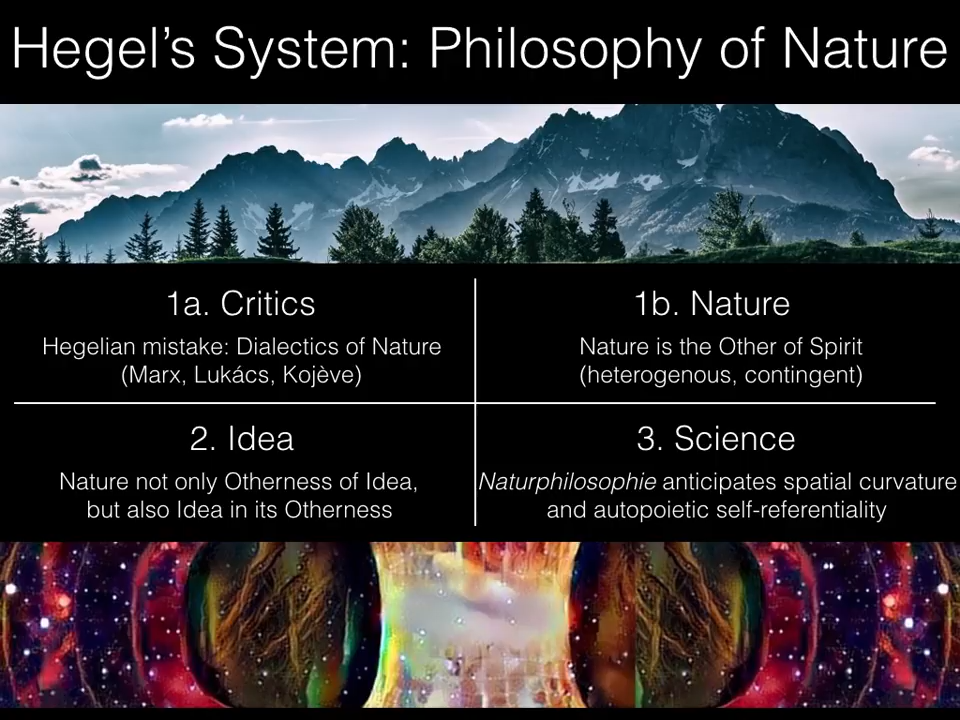 Hegel's System: Philosophy of Nature
1a. Critics
Hegelian mistake: Dialectics of Nature
(Marx, Lukács, Kojève)
1b. Nature
Nature is the Other of Spirit
(heterogenous, contingent)
2. Idea
Nature not only Otherness of Idea,
but also Idea in its Otherness
3. Science
Naturphilosophie anticipates spatial curvature
and autopoietic self-referentiality